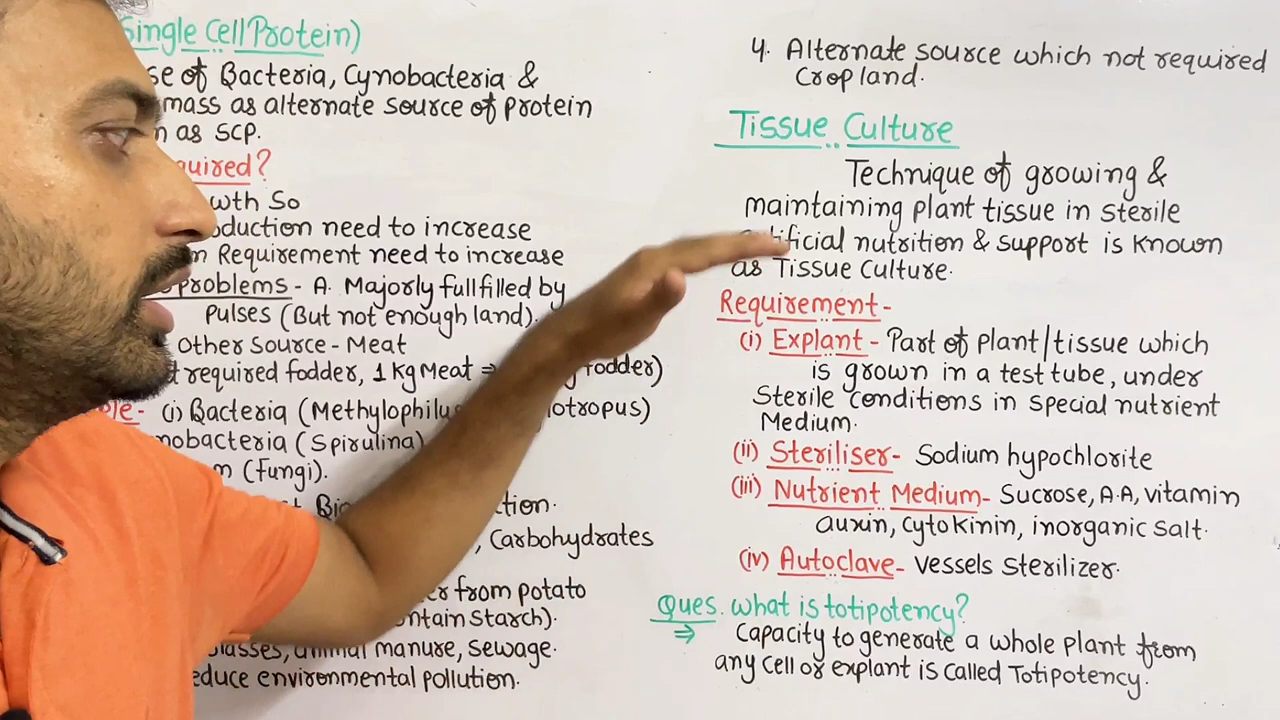 Single Cell Protein)
se of Bacteria, Cynobacteria &
mass as alternate source of protein
as SCP.
quired?
wth So
oduction need to increase
Requirement need to increase
problems - A. Majorly fullfilled by
pulses (But not enough land).
Other Source - Meat
t required fodder, 1 Kg Meat ⇒ fodder)
(i) Bacteria (Methylophilus otropus)
nobacteria (Spirulina)
m (Fungi).
tion.
, Carbohydrates
er from potato
ntain Starch).
lasses, animal manure, sewage.
educe environmental pollution.
4. Alternate source which not required
Crop land.
Tissue Culture
Technique of growing &
maintaining plant tissue in sterile
artificial nutrition & support is known
as Tissue Culture.
Requirement -
(i) Explant - Part of plant/tissue which
is grown in a test tube, under
Sterile conditions in special nutrient
Medium.
(ii) Steriliser - Sodium hypochlorite
(iii) Nutrient Medium - Sucrose, A.A, vitamin
auxin, cytokinin, inorganic salt.
(iv) Autoclave - Vessels sterilizer.
Ques. what is totipotency?
⇒ Capacity to generate a whole plant from
any cell or explant is called Totipotency.